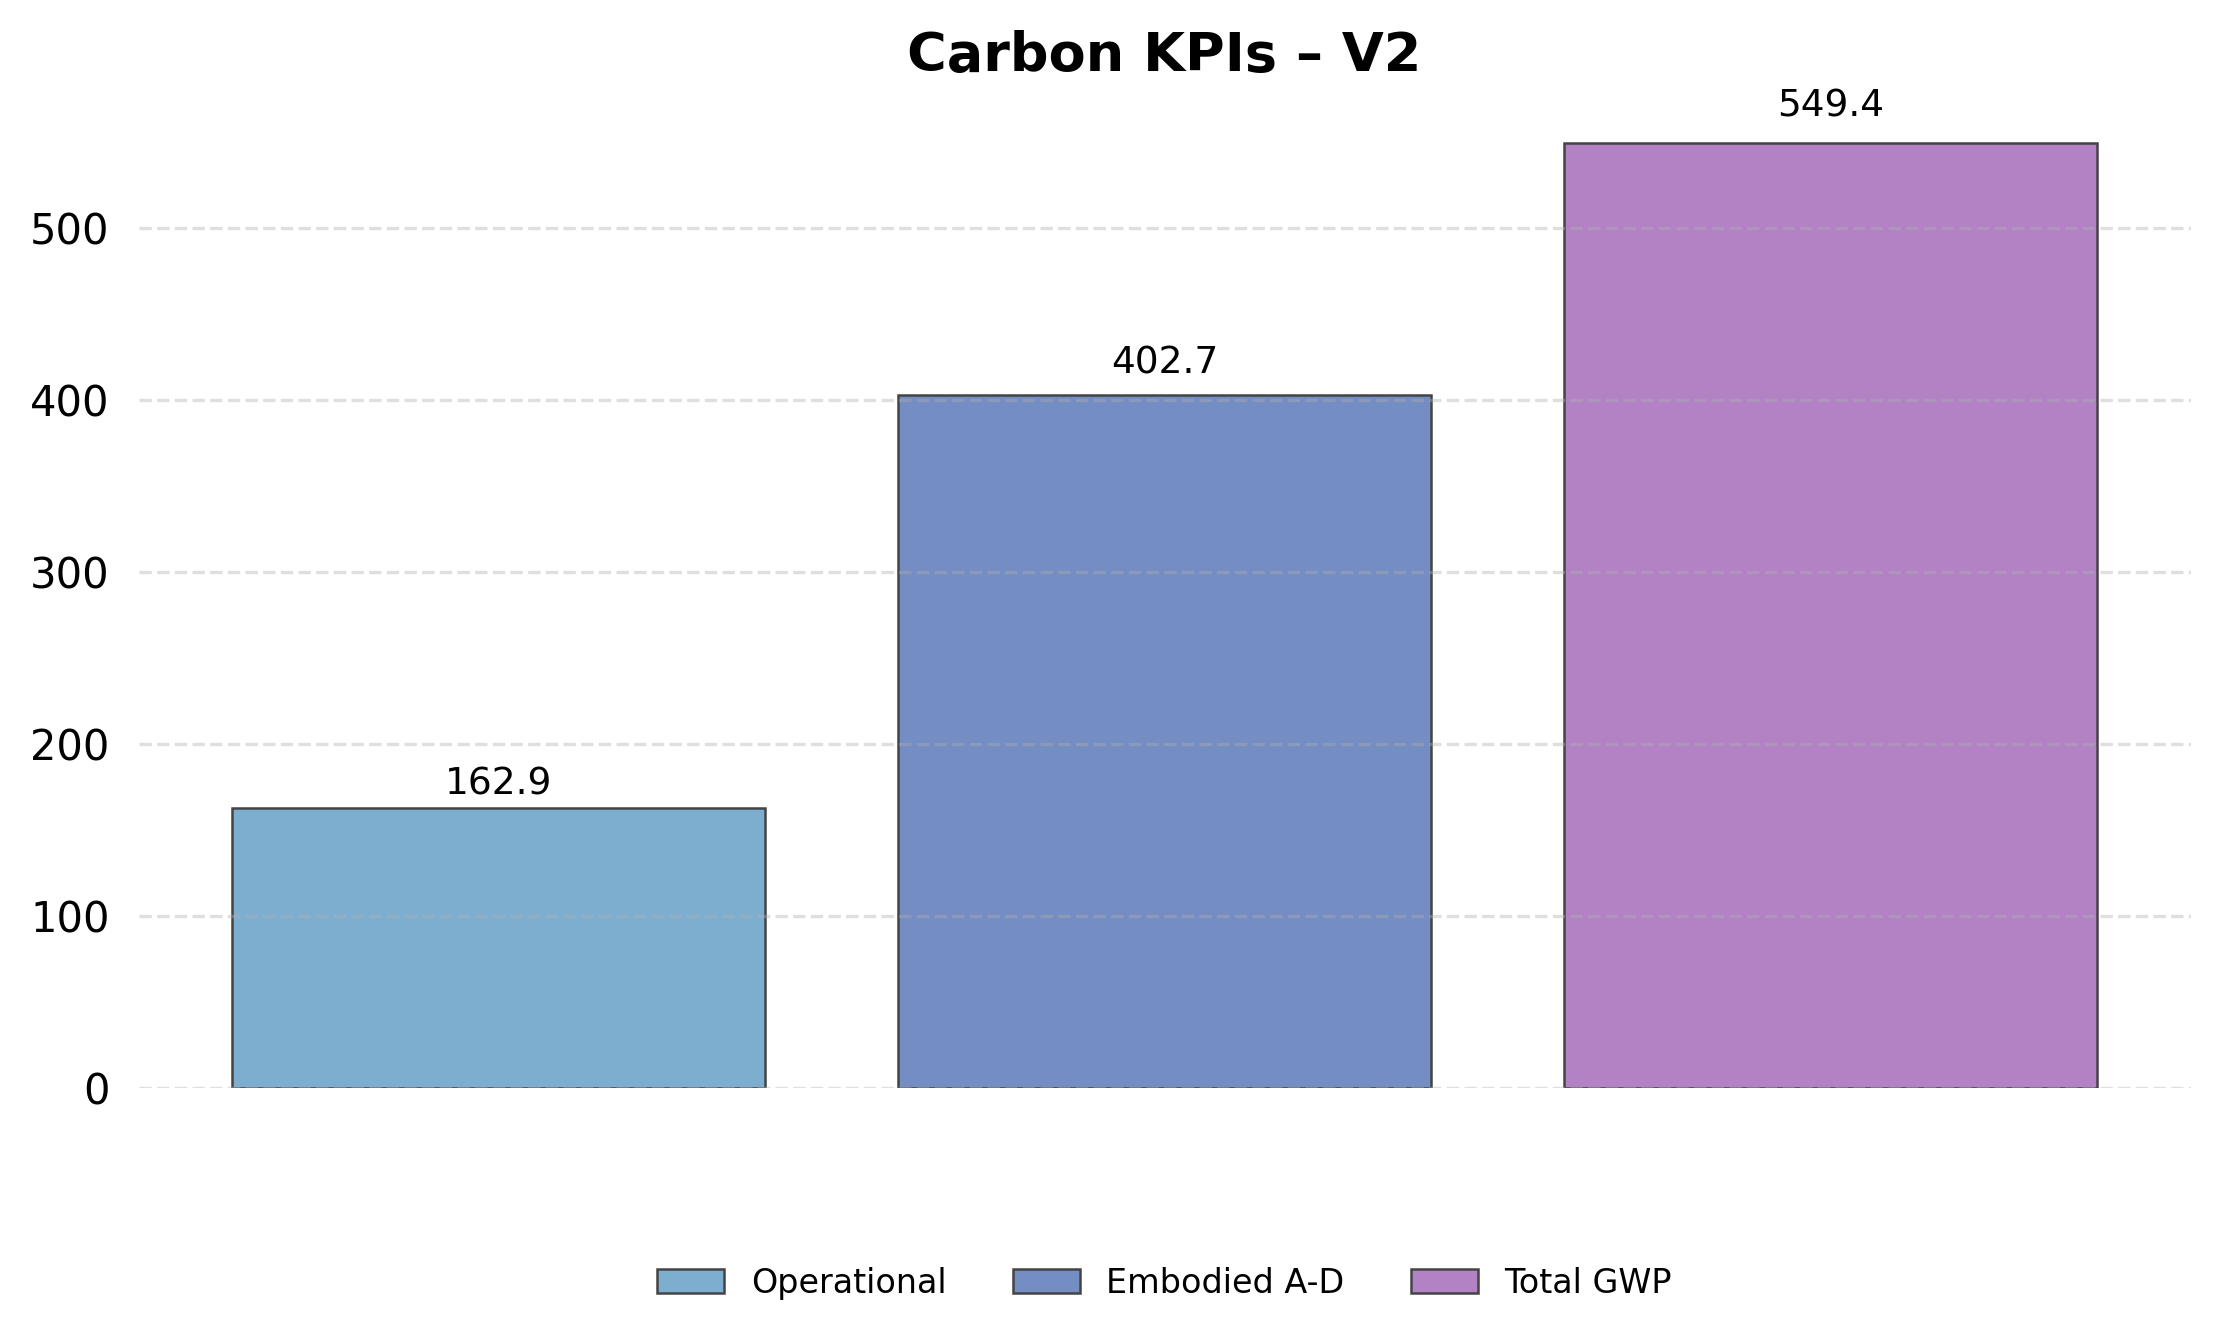 Carbon KPIs – V2
549.4
500
402.7
400
300
200
162.9
100
0
Operational
Embodied A-D
Total GWP